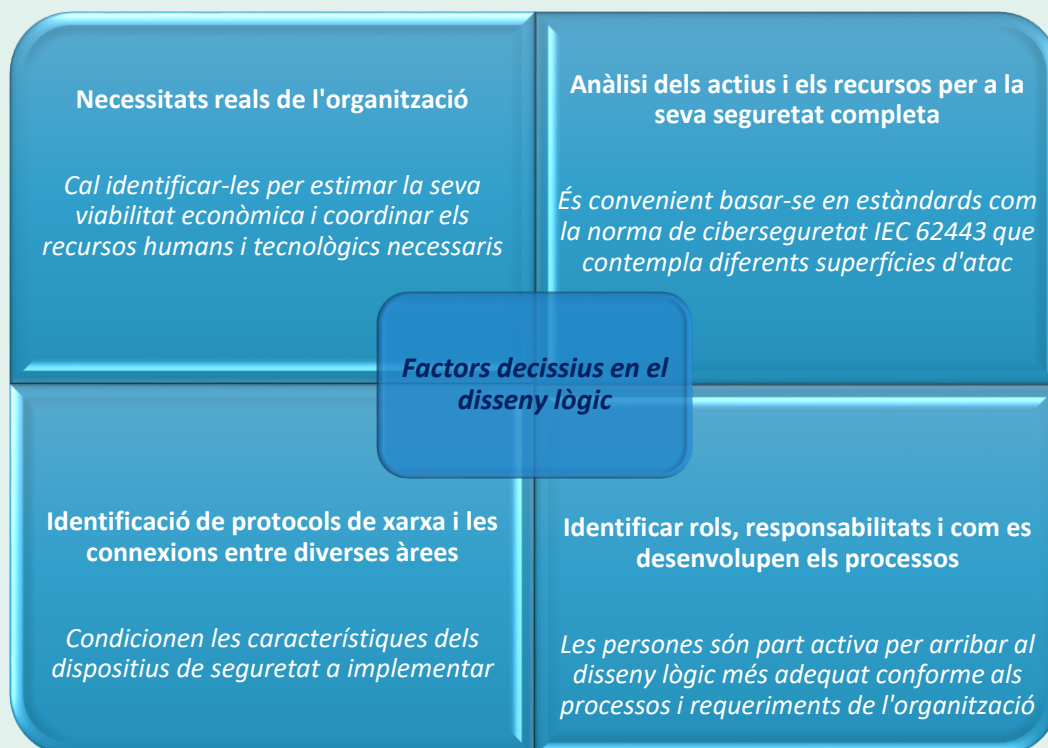 Necessitats reals de l'organització
Cal identificar-les per estimar la seva
viabilitat econòmica i coordinar els
recursos humans i tecnològics necessaris
Anàlisi dels actius i els recursos per a la
seva seguretat completa
És convenient basar-se en estàndards com
la norma de ciberseguretat IEC 62443 que
contempla diferents superfícies d'atac
Factors decissius en el
disseny lògic
Identificació de protocols de xarxa i les
connexions entre diverses àrees
Condicionen les característiques dels
dispositius de seguretat a implementar
Identificar rols, responsabilitats i com es
desenvolupen els processos
Les persones són part activa per arribar al
disseny lògic més adequat conforme als
processos i requeriments de l'organització